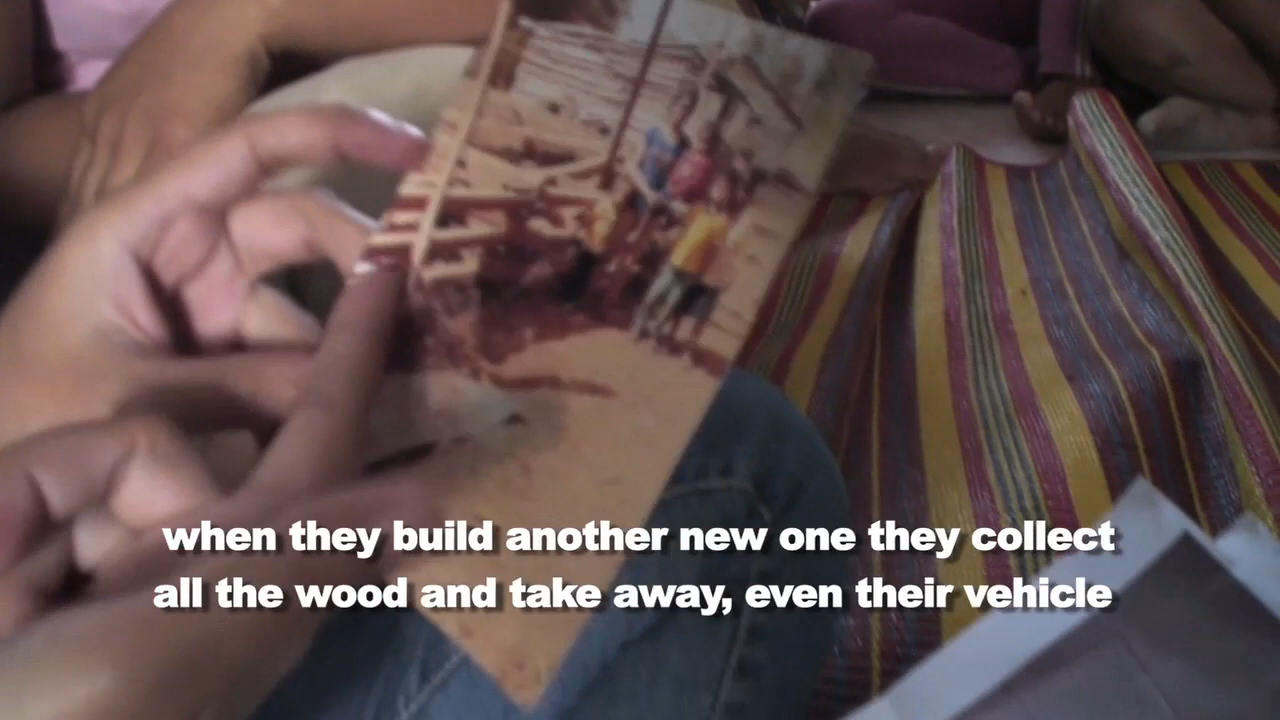 when they build another new one they collect
all the wood and take away, even their vehicle